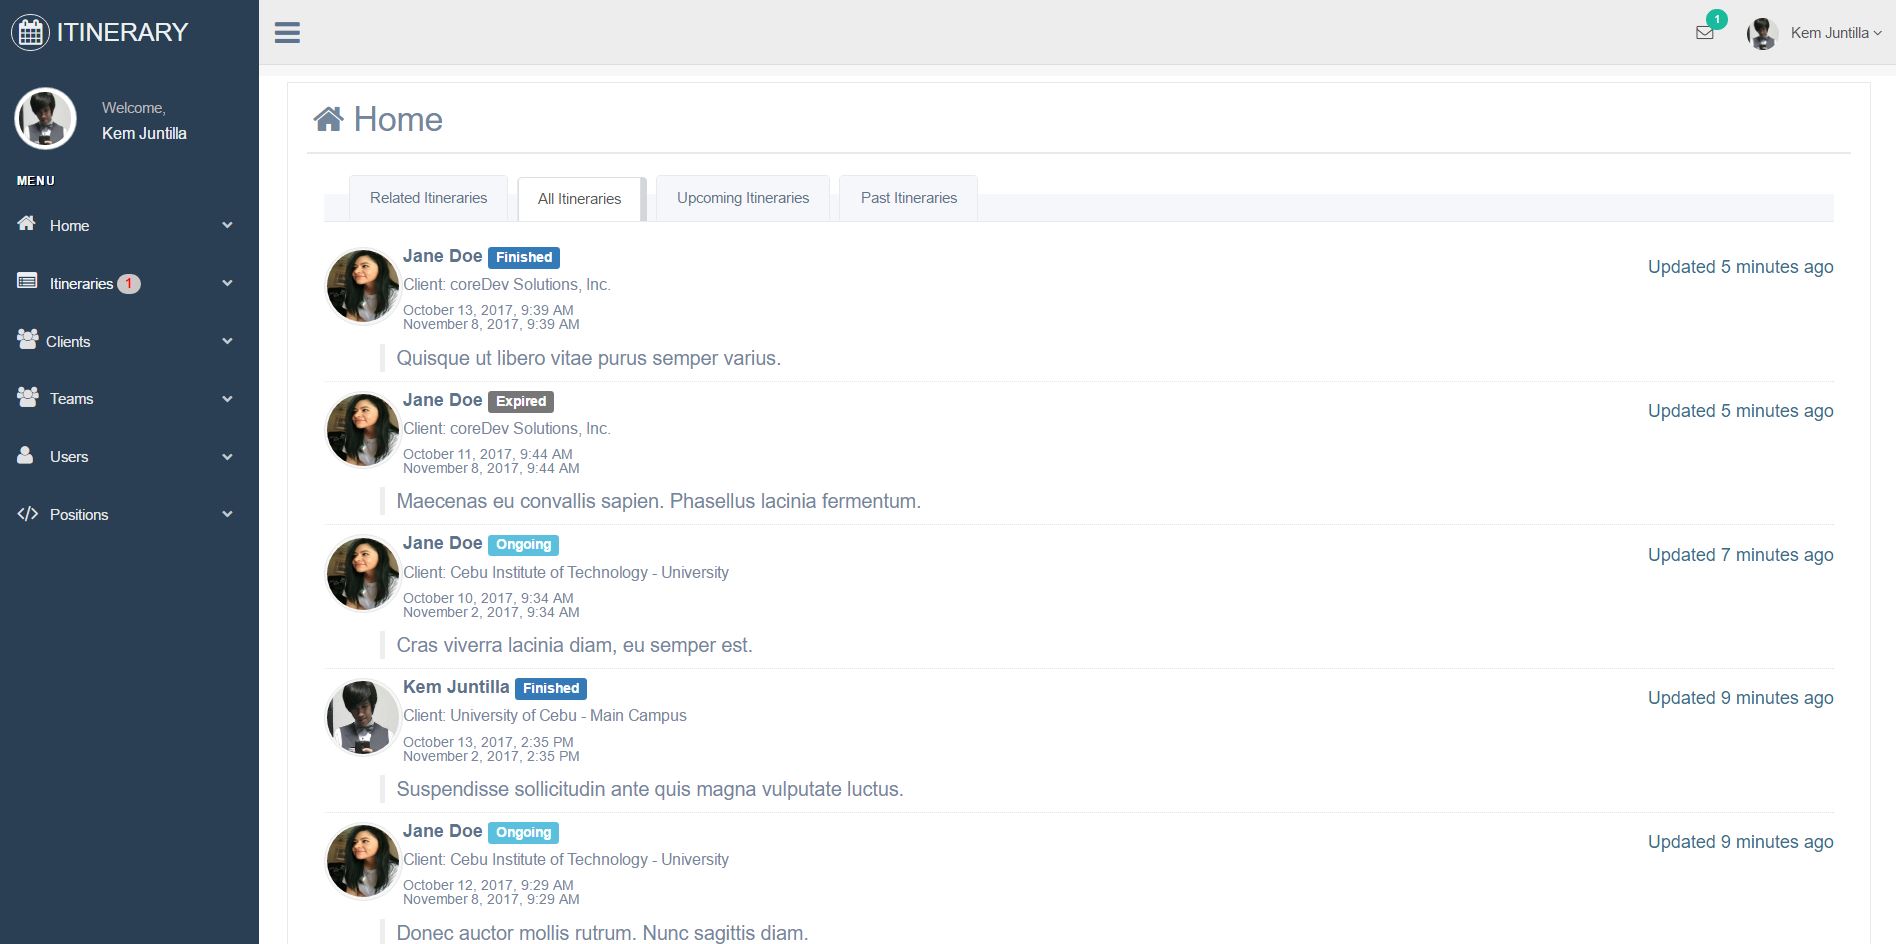 ITINERARY
1
Kem Juntilla
Welcome,
Kem Juntilla
MENU
Home
Itineraries 1
Clients
Teams
Users
Positions
Home
Related Itineraries
All Itineraries
Upcoming Itineraries
Past Itineraries
Jane Doe Finished
Updated 5 minutes ago
Client: coreDev Solutions, Inc.
October 13, 2017, 9:39 AM
November 8, 2017, 9:39 AM
Quisque ut libero vitae purus semper varius.
Jane Doe Expired
Updated 5 minutes ago
Client: coreDev Solutions, Inc.
October 11, 2017, 9:44 AM
November 8, 2017, 9:44 AM
Maecenas eu convallis sapien. Phasellus lacinia fermentum.
Jane Doe Ongoing
Updated 7 minutes ago
Client: Cebu Institute of Technology - University
October 10, 2017, 9:34 AM
November 2, 2017, 9:34 AM
Cras viverra lacinia diam, eu semper est.
Kem Juntilla Finished
Updated 9 minutes ago
Client: University of Cebu - Main Campus
October 13, 2017, 2:35 PM
November 2, 2017, 2:35 PM
Suspendisse sollicitudin ante quis magna vulputate luctus.
Jane Doe Ongoing
Updated 9 minutes ago
Client: Cebu Institute of Technology - University
October 12, 2017, 9:29 AM
November 8, 2017, 9:29 AM
Donec auctor mollis rutrum. Nunc sagittis diam.